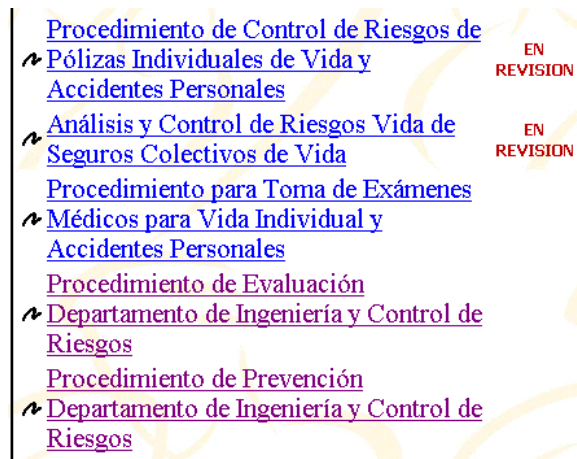 Procedimiento de Control de Riesgos de
Pólizas Individuales de Vida y
Accidentes Personales
EN
REVISION
Análisis y Control de Riesgos Vida de
Seguros Colectivos de Vida
EN
REVISION
Procedimiento para Toma de Exámenes
Médicos para Vida Individual y
Accidentes Personales
Procedimiento de Evaluación
Departamento de Ingeniería y Control de
Riesgos
Procedimiento de Prevención
Departamento de Ingeniería y Control de
Riesgos